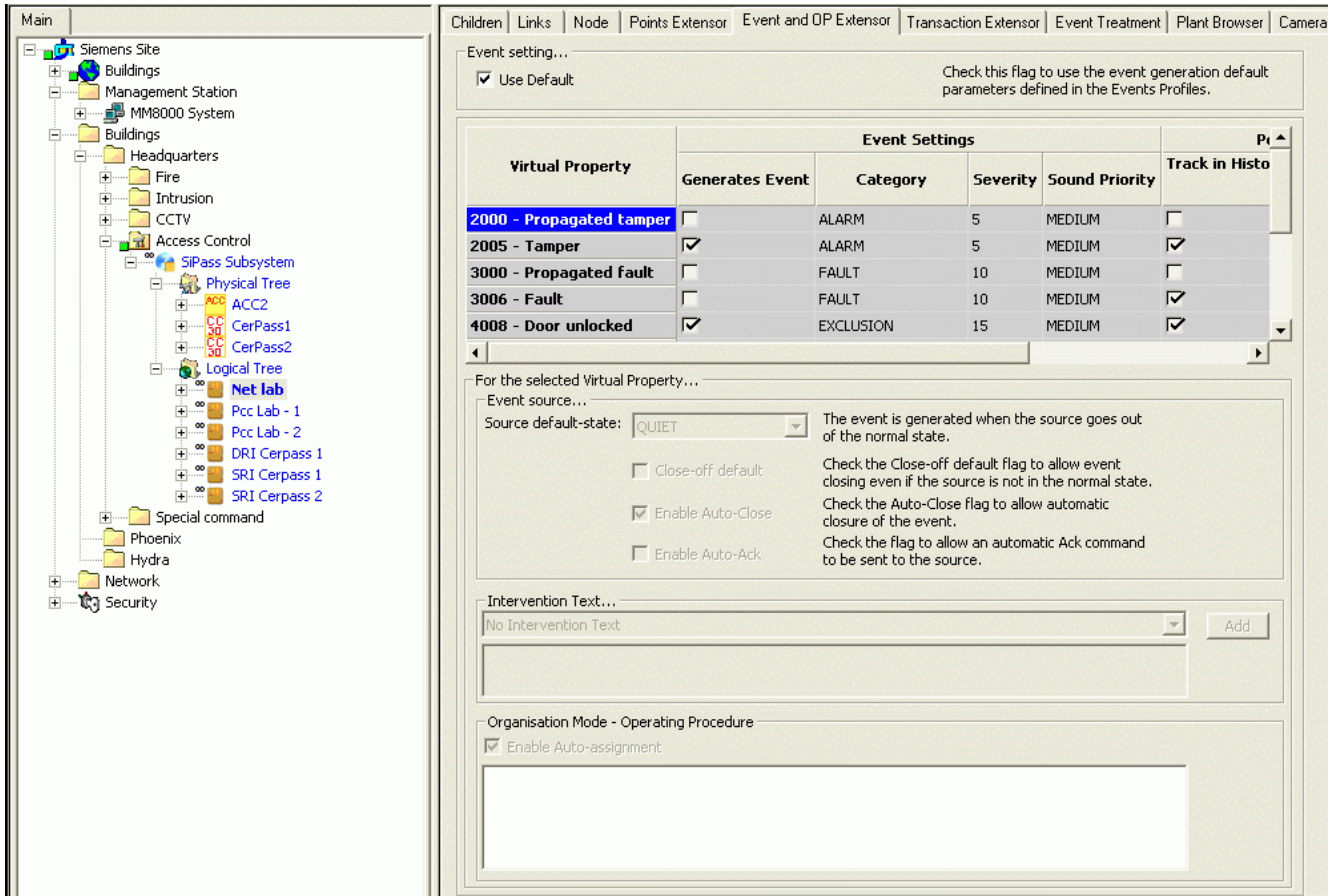 Main
Siemens Site
Buildings
Management Station
MM8000 System
Buildings
Headquarters
Fire
Intrusion
CCTV
Access Control
SiPass Subsystem
Physical Tree
ACC ACC2
CC 30 CerPass1
CC 30 CerPass2
Logical Tree
Net lab
Pcc Lab - 1
Pcc Lab - 2
DRI Cerpass 1
SRI Cerpass 1
SRI Cerpass 2
Special command
Phoenix
Hydra
Network
Security
Children Links Node Points Extensor Event and OP Extensor Transaction Extensor Event Treatment Plant Browser Camera
Event setting...
Use Default
Check this flag to use the event generation default
parameters defined in the Events Profiles.
Event Settings
Virtual Property Generates Event Category Severity Sound Priority Track in Histo
2000 - Propagated tamper ALARM 5 MEDIUM
2005 - Tamper ALARM 5 MEDIUM
3000 - Propagated fault FAULT 10 MEDIUM
3006 - Fault FAULT 10 MEDIUM
4008 - Door unlocked EXCLUSION 15 MEDIUM
For the selected Virtual Property...
Event source...
Source default-state: QUIET
The event is generated when the source goes out
of the normal state.
Close-off default
Check the Close-off default flag to allow event
closing even if the source is not in the normal state.
Enable Auto-Close
Check the Auto-Close flag to allow automatic
closure of the event.
Enable Auto-Ack
Check the flag to allow an automatic Ack command
to be sent to the source.
Intervention Text...
No Intervention Text Add
Organisation Mode - Operating Procedure
Enable Auto-assignment